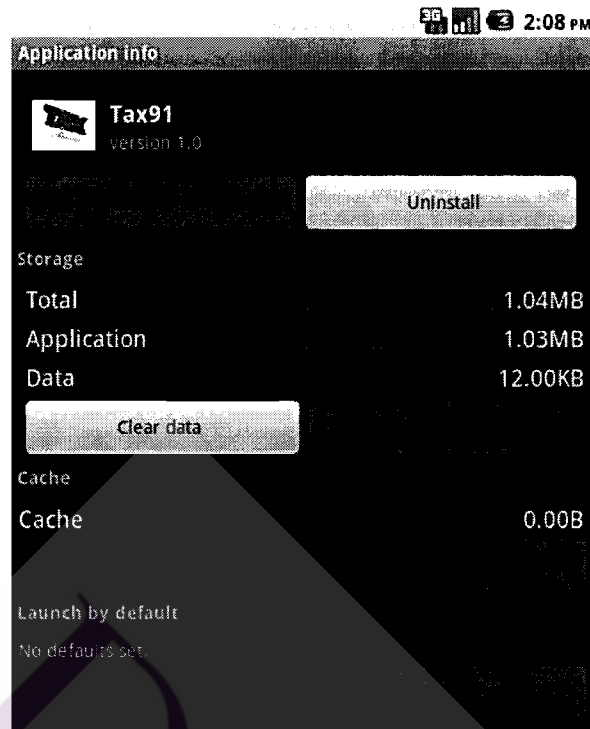 3G 2:08 PM
Application info
Tax91
version 1.0
Uninstall
Storage
Total 1.04MB
Application 1.03MB
Data 12.00KB
Clear data
Cache
Cache 0.00B
Launch by default
No defaults set.